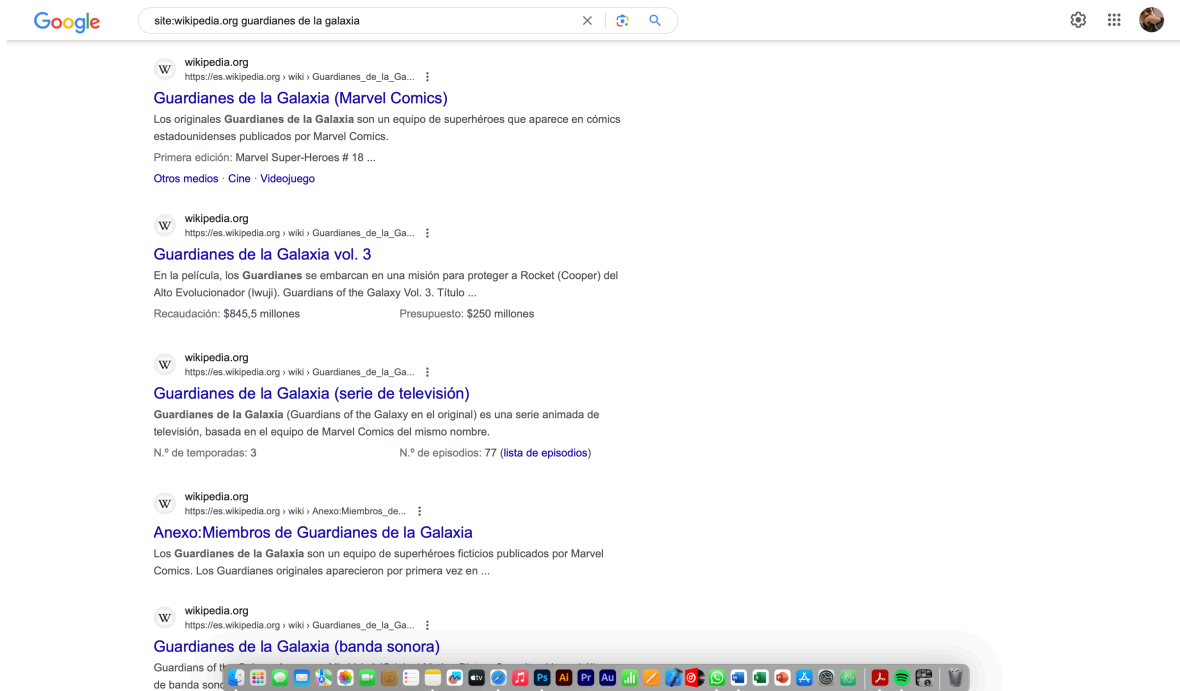 Google
site:wikipedia.org guardianes de la galaxia
wikipedia.org
https://es.wikipedia.org › wiki › Guardianes_de_la_Ga...
Guardianes de la Galaxia (Marvel Comics)
Los originales Guardianes de la Galaxia son un equipo de superhéroes que aparece en cómics
estadounidenses publicados por Marvel Comics.
Primera edición: Marvel Super-Heroes # 18 ...
Otros medios · Cine · Videojuego
wikipedia.org
https://es.wikipedia.org › wiki › Guardianes_de_la_Ga...
Guardianes de la Galaxia vol. 3
En la película, los Guardianes se embarcan en una misión para proteger a Rocket (Cooper) del
Alto Evolucionador (Iwuji). Guardians of the Galaxy Vol. 3. Título ...
Recaudación: $845,5 millones Presupuesto: $250 millones
wikipedia.org
https://es.wikipedia.org › wiki › Guardianes_de_la_Ga...
Guardianes de la Galaxia (serie de televisión)
Guardianes de la Galaxia (Guardians of the Galaxy en el original) es una serie animada de
televisión, basada en el equipo de Marvel Comics del mismo nombre.
N.º de temporadas: 3 N.º de episodios: 77 (lista de episodios)
wikipedia.org
https://es.wikipedia.org › wiki › Anexo:Miembros_de...
Anexo:Miembros de Guardianes de la Galaxia
Los Guardianes de la Galaxia son un equipo de superhéroes ficticios publicados por Marvel
Comics. Los Guardianes originales aparecieron por primera vez en ...
wikipedia.org
https://es.wikipedia.org › wiki › Guardianes_de_la_Ga...
Guardianes de la Galaxia (banda sonora)
Guardians of
de banda